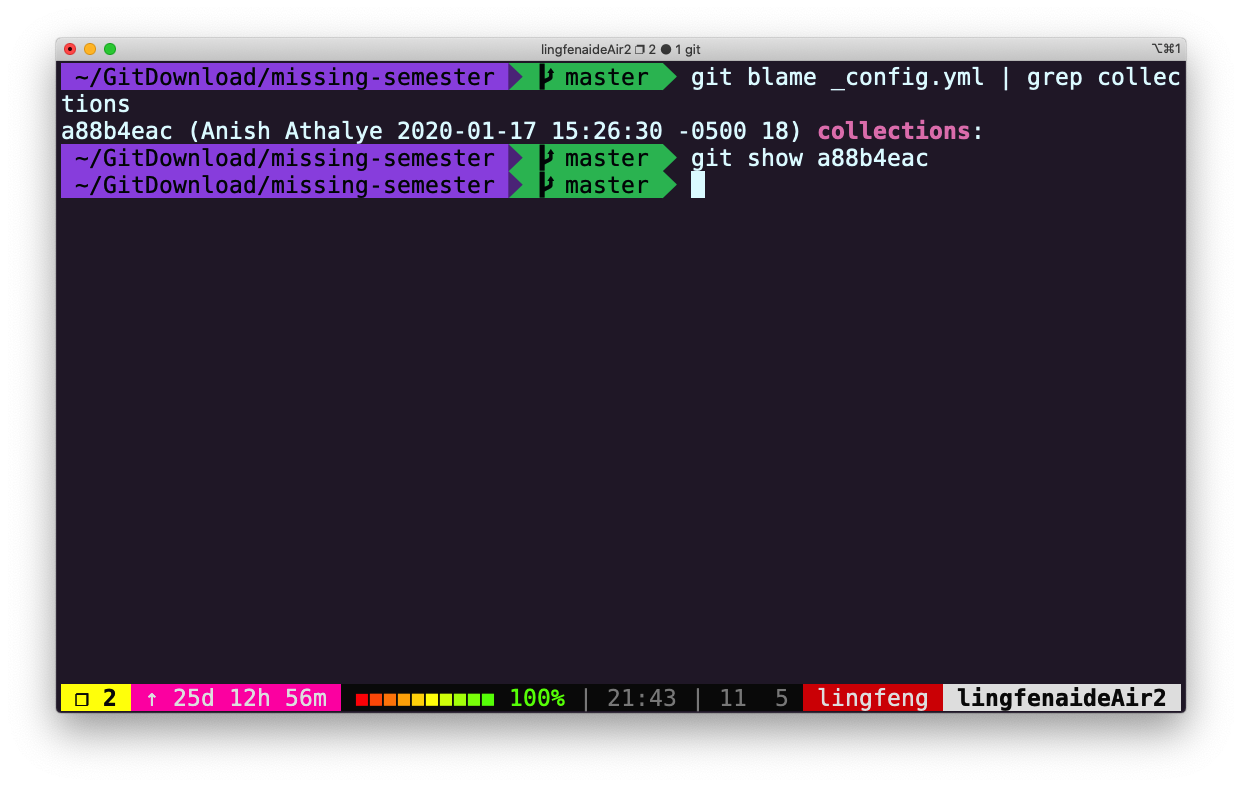 lingfenaideAir2 ❐ 2 ● 1 git ⌥⌘1
~/GitDownload/missing-semester master git blame _config.yml | grep collec
tions
a88b4eac (Anish Athalye 2020-01-17 15:26:30 -0500 18) collections:
~/GitDownload/missing-semester master git show a88b4eac
~/GitDownload/missing-semester master
❐ 2 ↑ 25d 12h 56m 100% | 21:43 | 11 5 lingfeng lingfenaideAir2